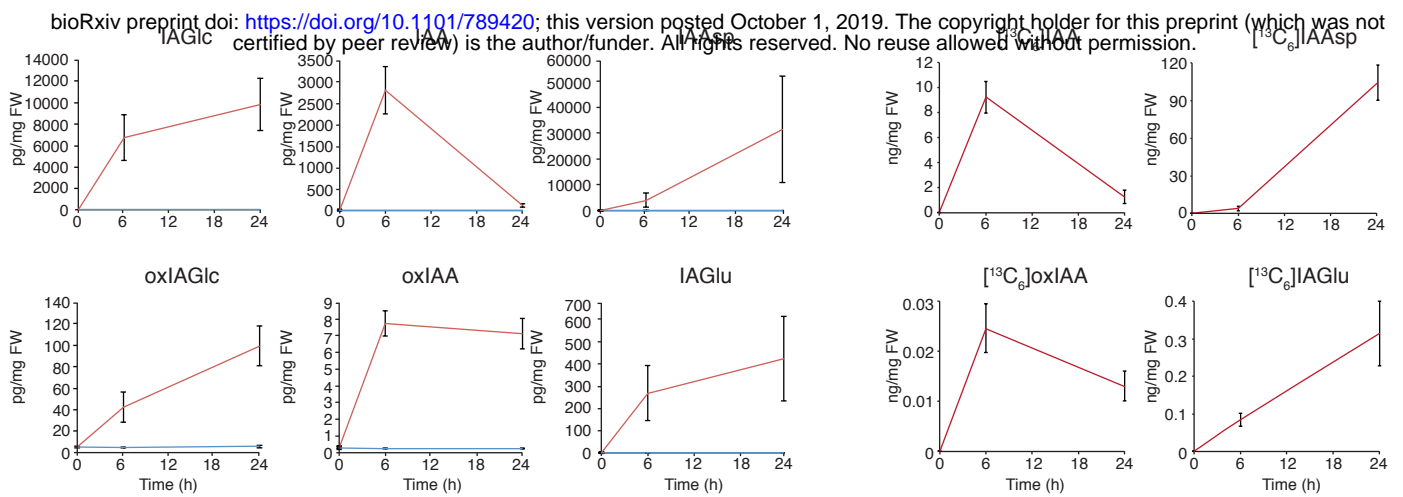 bioRxiv preprint doi: https://doi.org/10.1101/789420; this version posted October 1, 2019. The copyright holder for this preprint (which was not
certified by peer review) is the author/funder. All rights reserved. No reuse allowed without permission.
IAGlc IAA IAAsp [¹³C₆]IAA [¹³C₆]IAAsp
pg/mg FW
14000
12000
10000
8000
6000
4000
2000
0
0 6 12 18 24
pg/mg FW
3500
3000
2500
2000
1500
1000
500
0
0 6 12 18 24
pg/mg FW
60000
50000
40000
30000
20000
10000
0
0 6 12 18 24
ng/mg FW
12
10
8
6
4
2
0
0 6 12 18 24
ng/mg FW
120
90
60
30
0
0 6 12 18 24
oxIAGlc oxIAA IAGlu [¹³C₆]oxIAA [¹³C₆]IAGlu
pg/mg FW
140
120
100
80
60
40
20
0
0 6 12 18 24
Time (h)
pg/mg FW
9
8
7
6
5
4
3
2
1
0
0 6 12 18 24
Time (h)
pg/mg FW
700
600
500
400
300
200
100
0
0 6 12 18 24
Time (h)
ng/mg FW
0.03
0.02
0.01
0
0 6 12 18 24
Time (h)
ng/mg FW
0.4
0.3
0.2
0.1
0
0 6 12 18 24
Time (h)